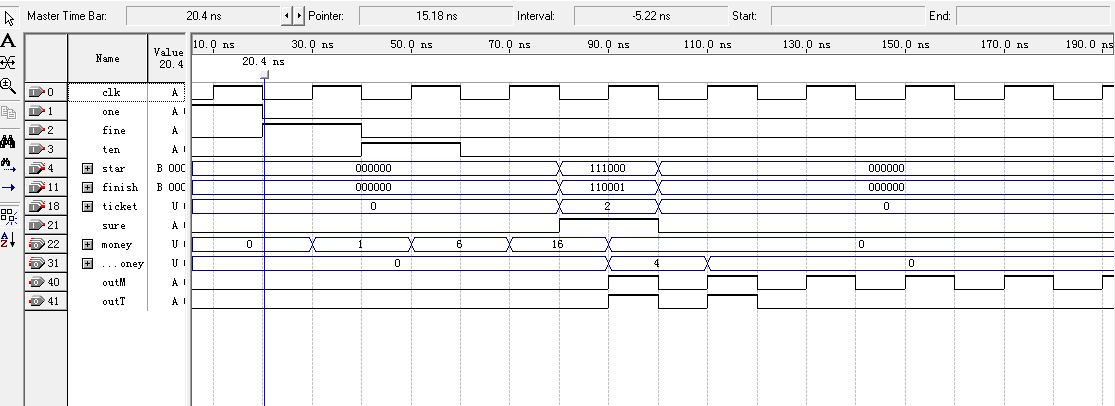 Master Time Bar: 20.4 ns Pointer: 15.18 ns Interval: -5.22 ns Start: End:
Name Value 20.4 10.0 ns 30.0 ns 50.0 ns 70.0 ns 90.0 ns 110.0 ns 130.0 ns 150.0 ns 170.0 ns 190.0 ns
20.4 ns
0 clk A
1 one A
2 fine A
3 ten A
4 star B 000 000000 111000 000000
11 finish B 000 000000 110001 000000
18 ticket U 0 2 0
21 sure A
22 money U 0 1 6 16 0
31 ...oney U 0 4 0
40 outM A
41 outT A